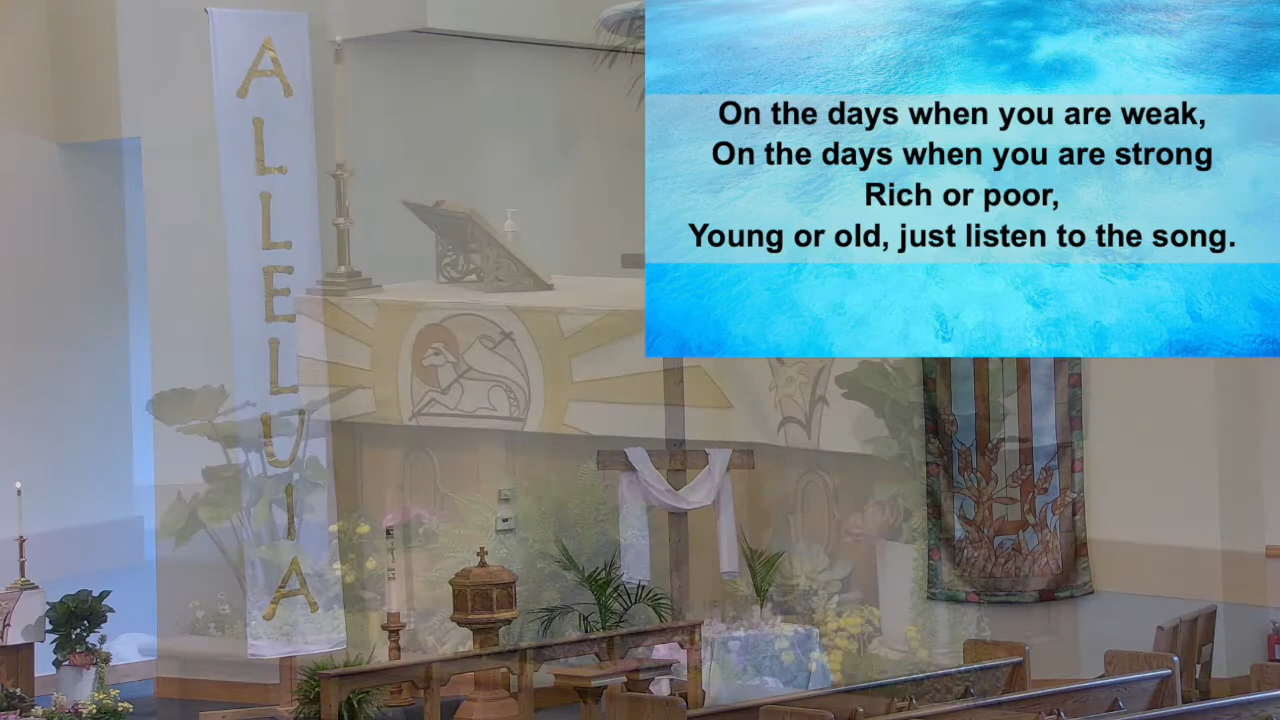 ALLELUIA
On the days when you are weak,
On the days when you are strong
Rich or poor,
Young or old, just listen to the song.